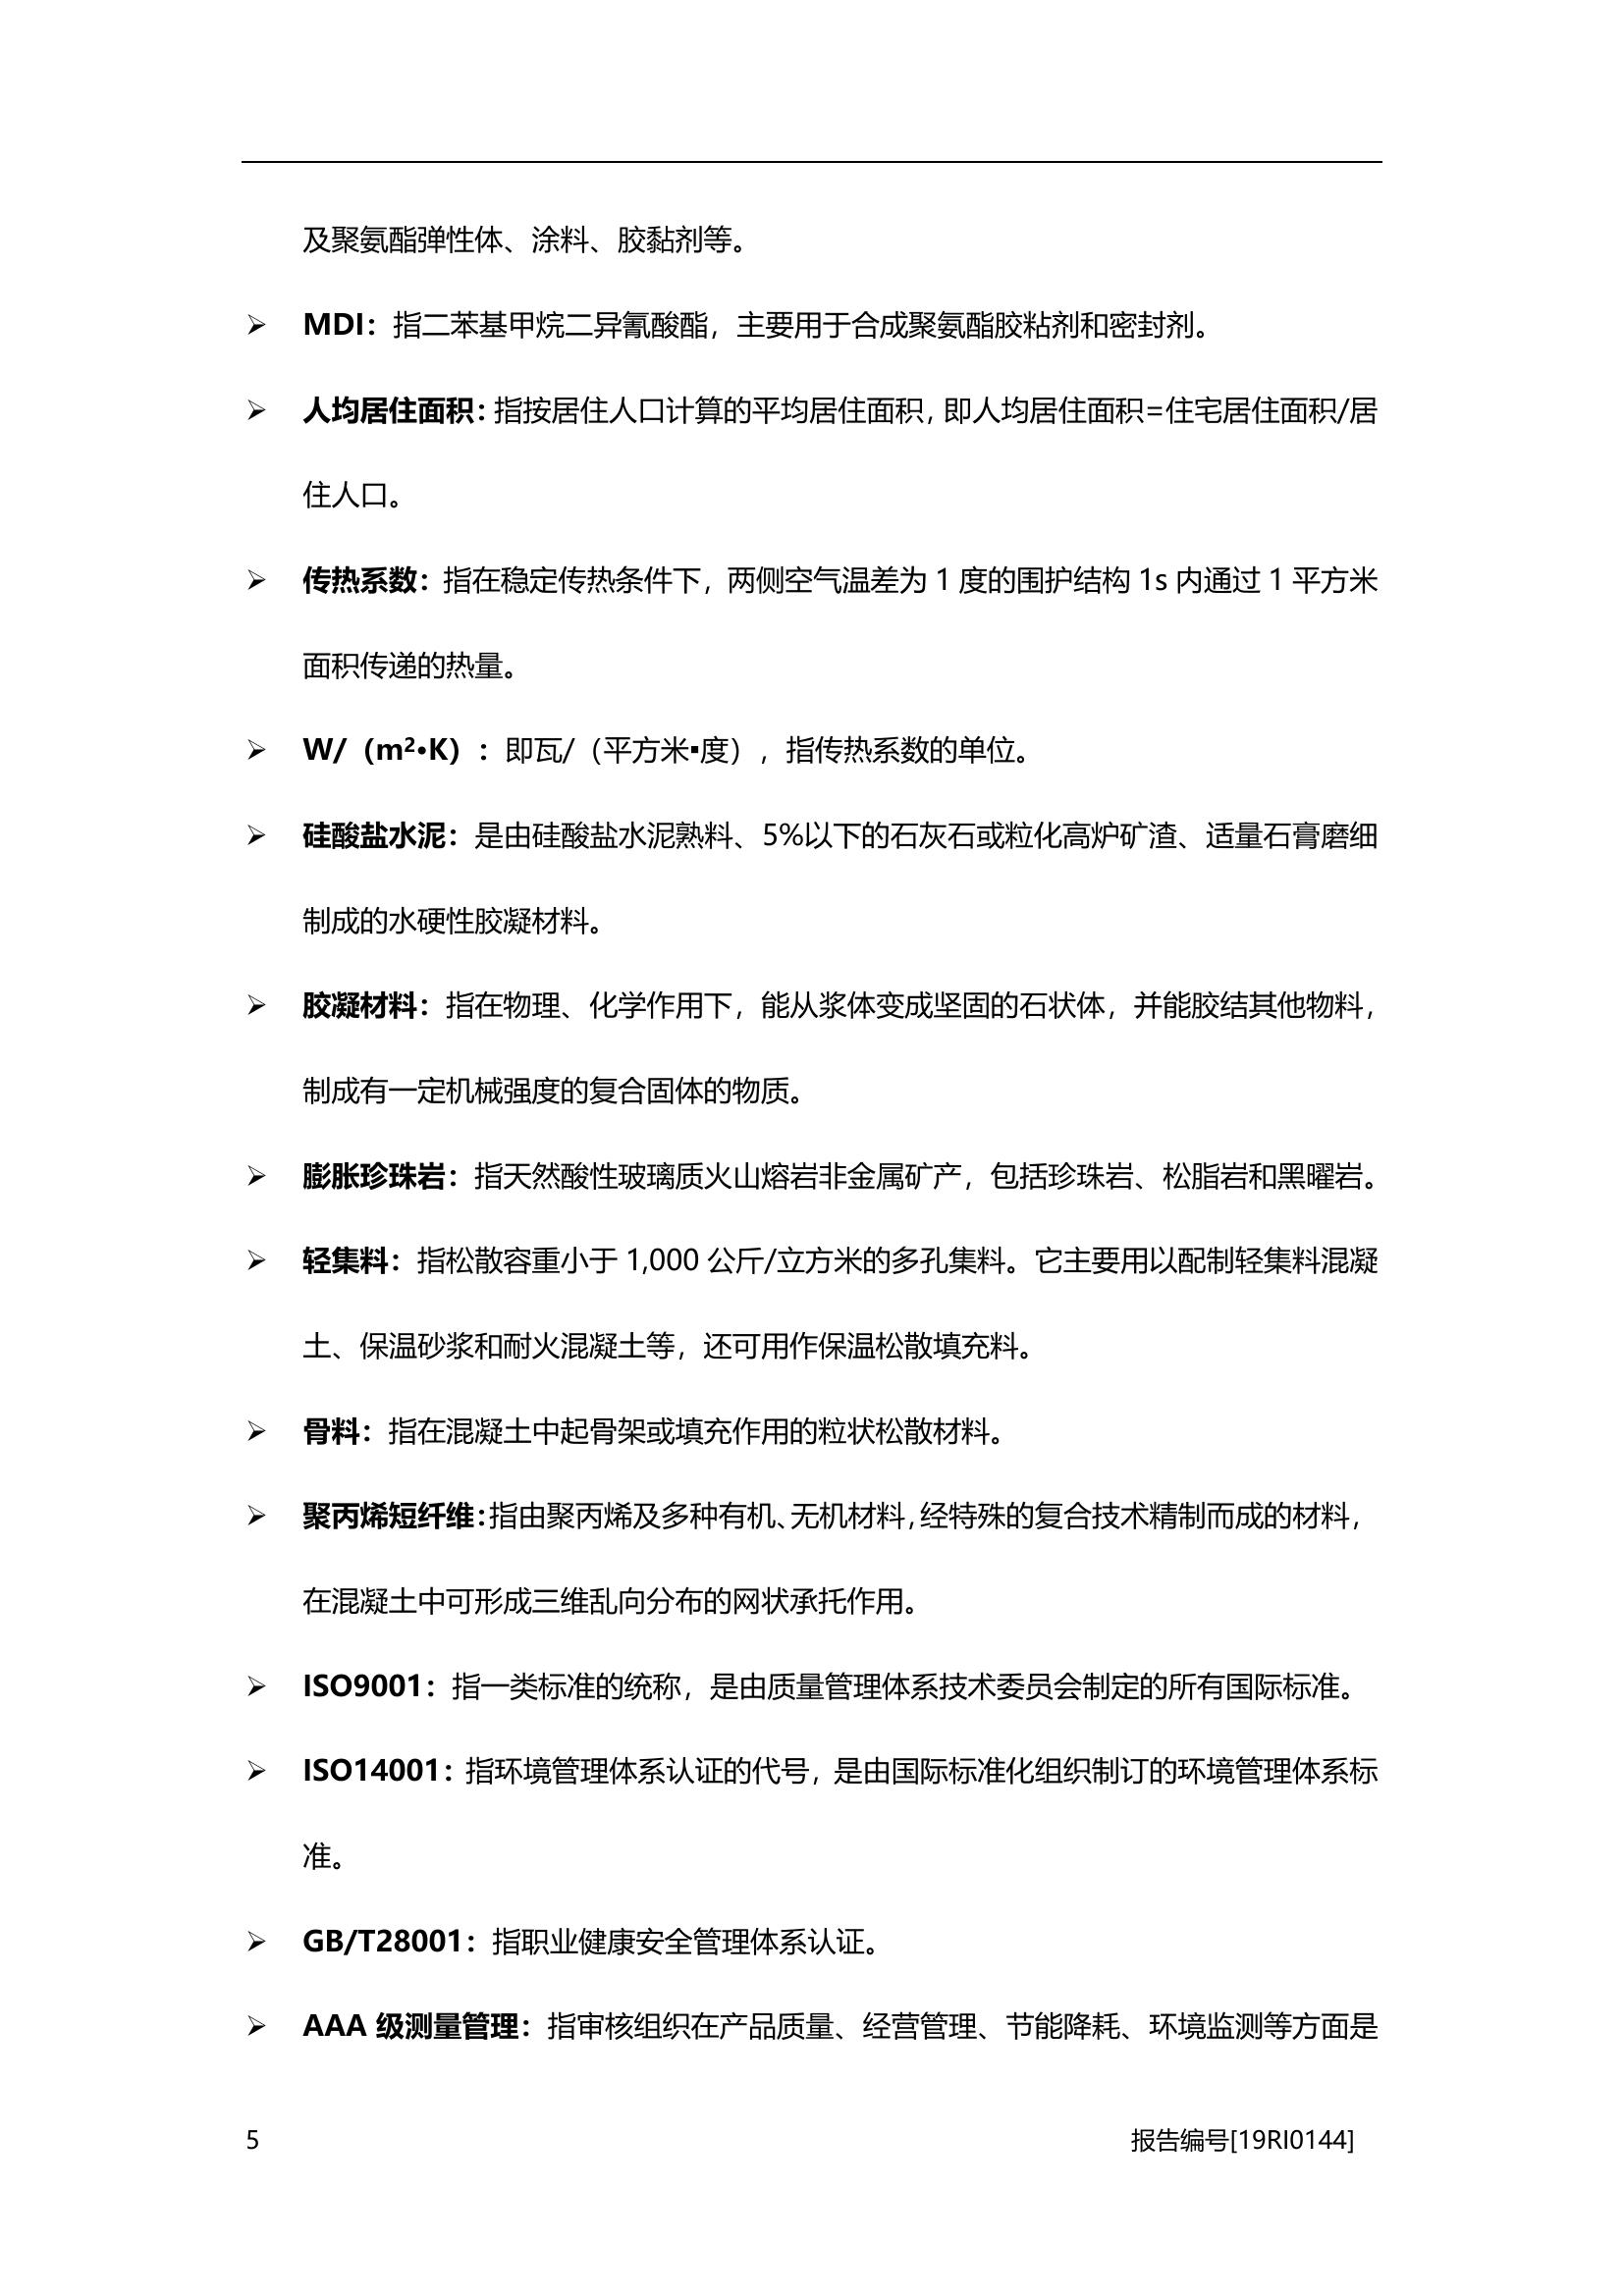 及聚氨酯弹性体、涂料、胶黏剂等。
➢ MDI：指二苯基甲烷二异氰酸酯，主要用于合成聚氨酯胶粘剂和密封剂。
➢ 人均居住面积：指按居住人口计算的平均居住面积，即人均居住面积=住宅居住面积/居
住人口。
➢ 传热系数：指在稳定传热条件下，两侧空气温差为 1 度的围护结构 1s 内通过 1 平方米
面积传递的热量。
➢ W/（m²•K）：即瓦/（平方米▪度），指传热系数的单位。
➢ 硅酸盐水泥：是由硅酸盐水泥熟料、5%以下的石灰石或粒化高炉矿渣、适量石膏磨细
制成的水硬性胶凝材料。
➢ 胶凝材料：指在物理、化学作用下，能从浆体变成坚固的石状体，并能胶结其他物料，
制成有一定机械强度的复合固体的物质。
➢ 膨胀珍珠岩：指天然酸性玻璃质火山熔岩非金属矿产，包括珍珠岩、松脂岩和黑曜岩。
➢ 轻集料：指松散容重小于 1,000 公斤/立方米的多孔集料。它主要用以配制轻集料混凝
土、保温砂浆和耐火混凝土等，还可用作保温松散填充料。
➢ 骨料：指在混凝土中起骨架或填充作用的粒状松散材料。
➢ 聚丙烯短纤维：指由聚丙烯及多种有机、无机材料，经特殊的复合技术精制而成的材料，
在混凝土中可形成三维乱向分布的网状承托作用。
➢ ISO9001：指一类标准的统称，是由质量管理体系技术委员会制定的所有国际标准。
➢ ISO14001：指环境管理体系认证的代号，是由国际标准化组织制订的环境管理体系标
准。
➢ GB/T28001：指职业健康安全管理体系认证。
➢ AAA 级测量管理：指审核组织在产品质量、经营管理、节能降耗、环境监测等方面是
5 报告编号[19RI0144]